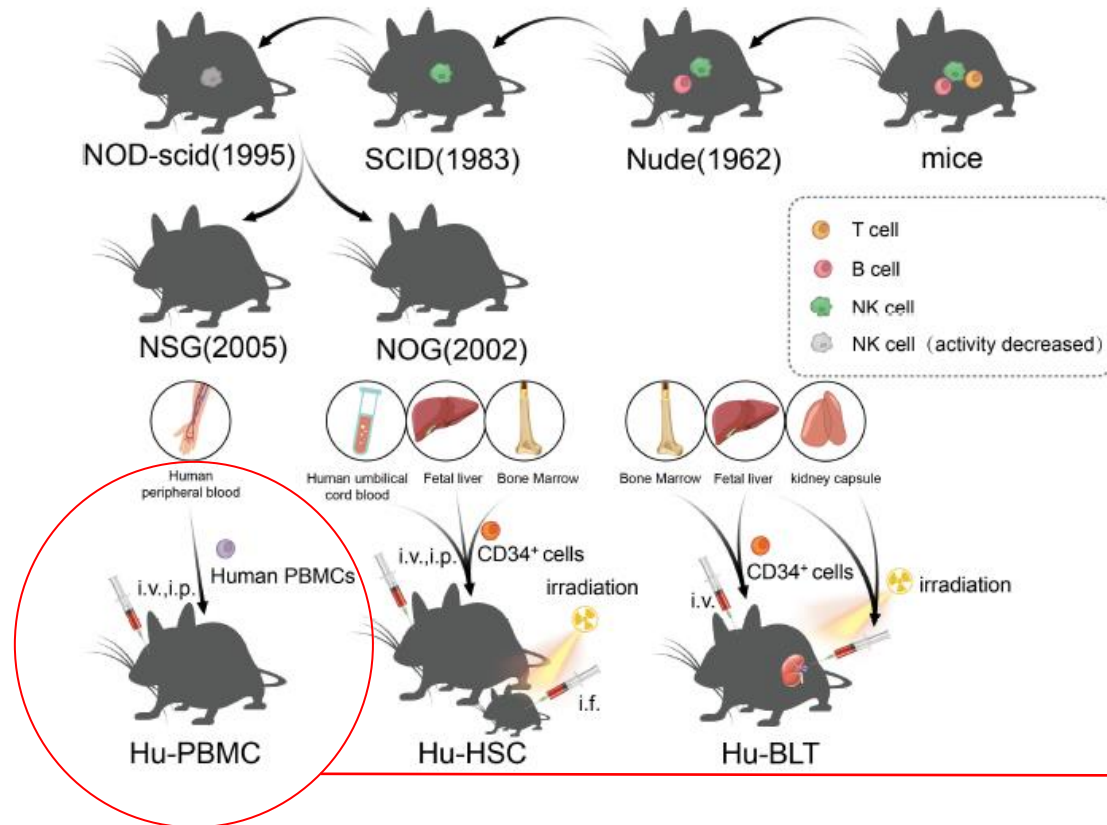 NOD-scid(1995)
SCID(1983)
Nude(1962)
mice
NSG(2005)
NOG(2002)
T cell
B cell
NK cell
NK cell（activity decreased）
Human
peripheral blood
Human umbilical
cord blood
Fetal liver
Bone Marrow
Bone Marrow
Fetal liver
kidney capsule
i.v.,i.p.
Human PBMCs
i.v.,i.p.
CD34⁺ cells
irradiation
i.f.
i.v.
CD34⁺ cells
irradiation
Hu-PBMC
Hu-HSC
Hu-BLT